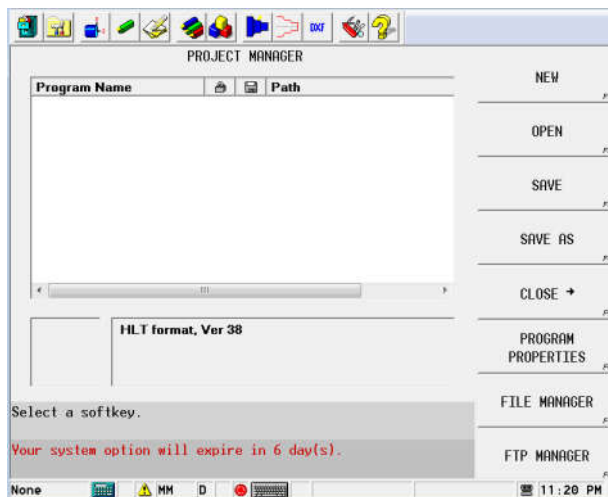 DXF
PROJECT MANAGER
Program Name Path
HLT format, Ver 38
Select a softkey.
Your system option will expire in 6 day(s).
NEW
OPEN
SAVE
SAVE AS
CLOSE →
PROGRAM
PROPERTIES
FILE MANAGER
FTP MANAGER
None MM D 11:20 PM